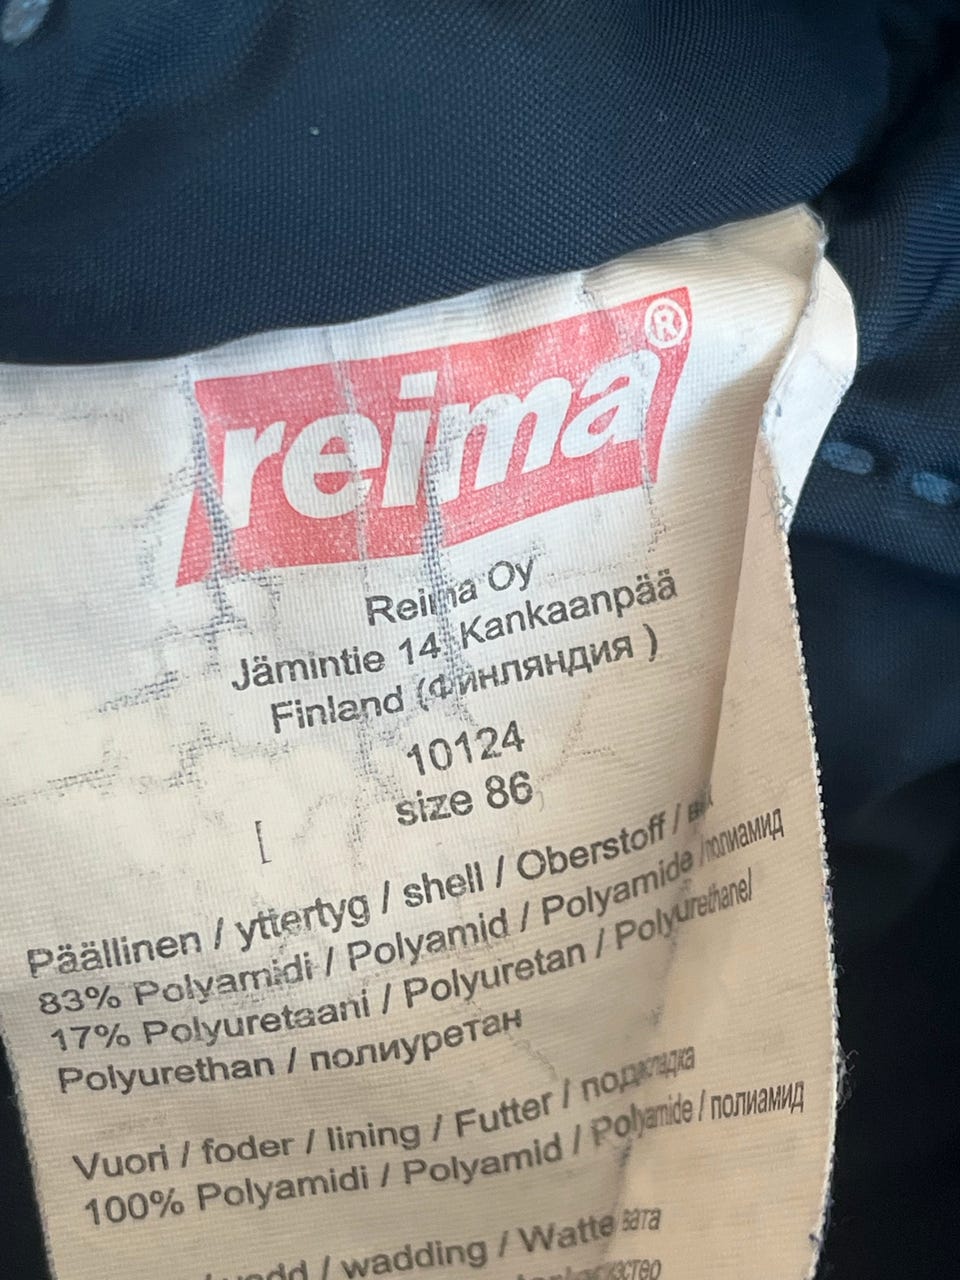 reima®
Reima Oy
Jämintie 14, Kankaanpää
Finland (Финляндия )
10124
size 86
Päällinen / yttertyg / shell / Oberstoff /
83% Polyamidi / Polyamid / Polyamide /полиамид
17% Polyuretaani / Polyuretan / Polyurethanel
Polyurethan / полиуретан
Vuori / foder / lining / Futter / подкладка
100% Polyamidi / Polyamid / Polyamide / полиамид
/ wadding / Watte вата